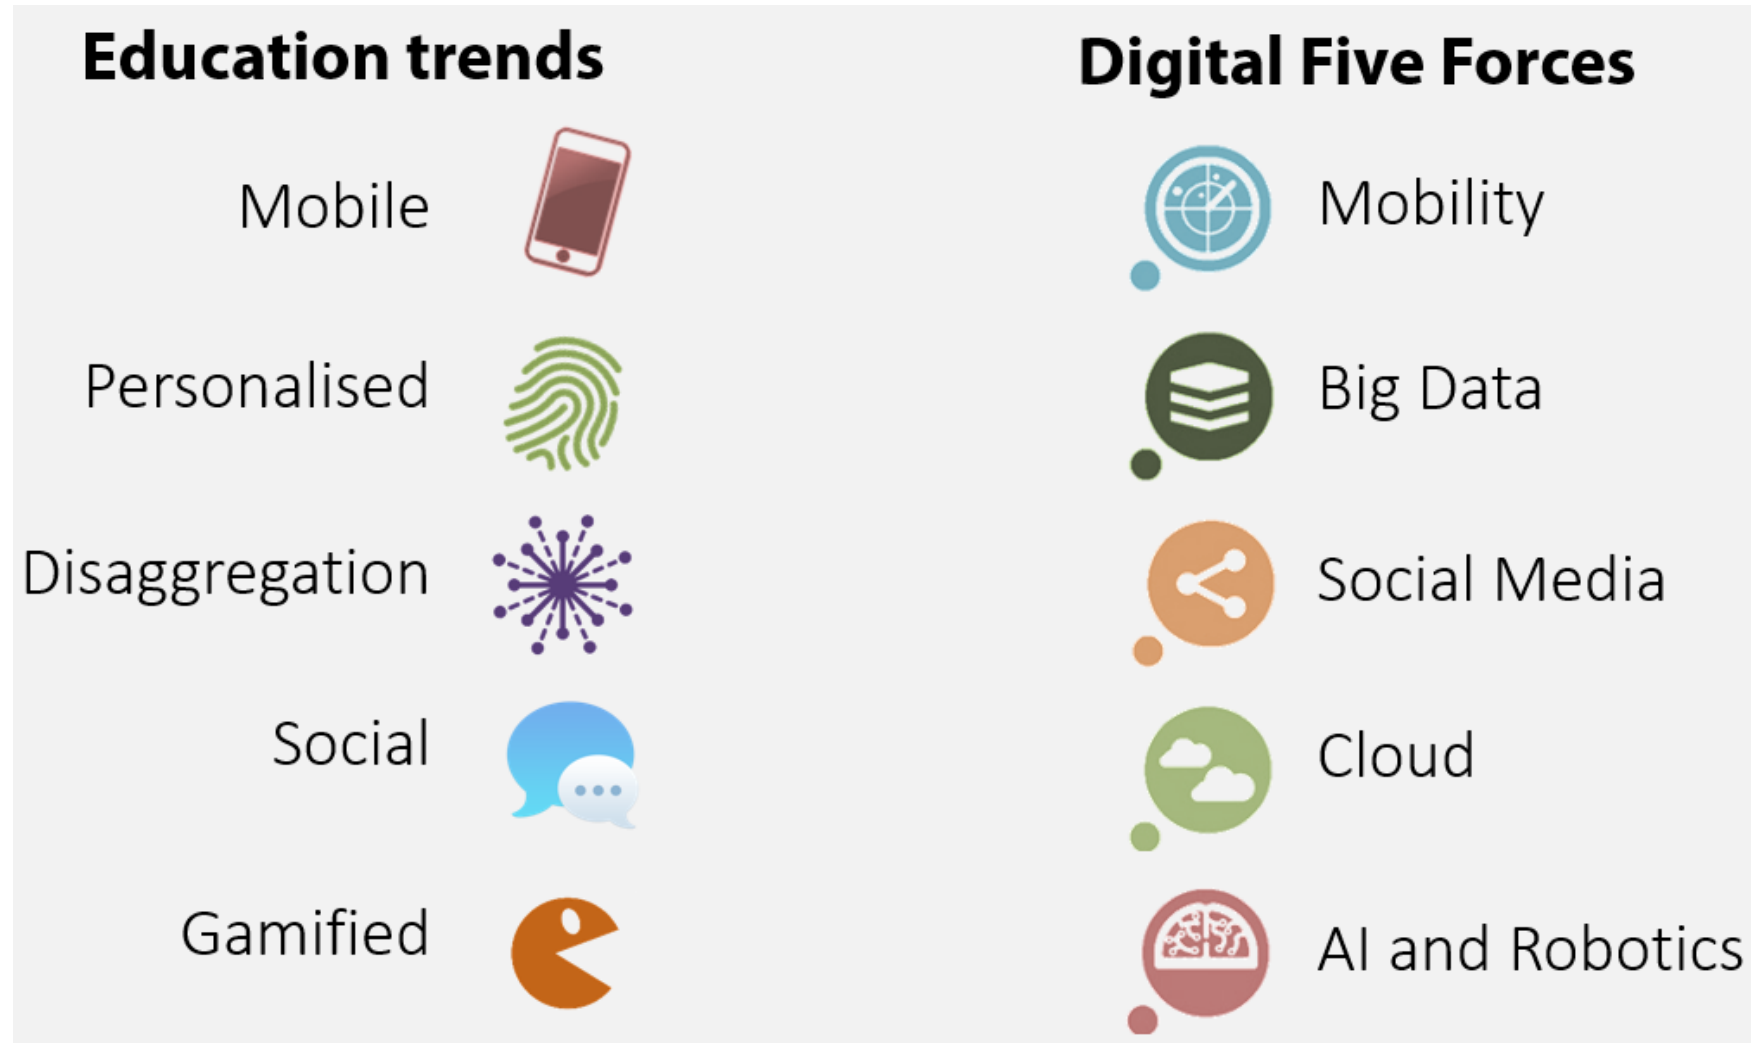 Education trends
Mobile
Personalised
Disaggregation
Social
Gamified
Digital Five Forces
Mobility
Big Data
Social Media
Cloud
AI and Robotics